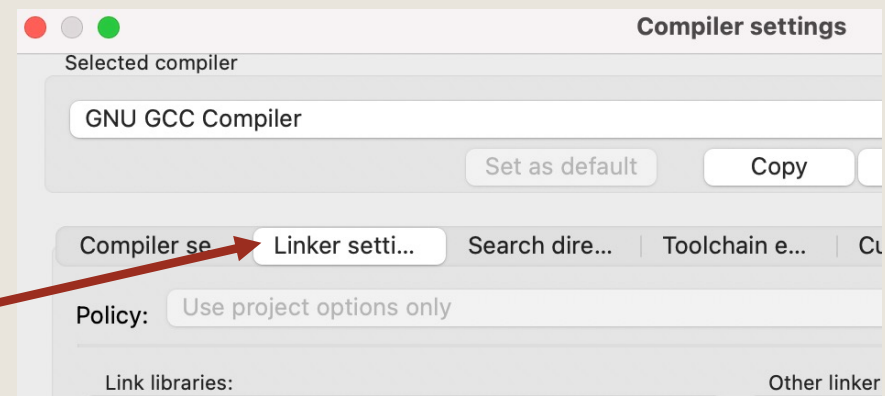 Compiler settings
Selected compiler
GNU GCC Compiler
Set as default Copy
Compiler se Linker setti... Search dire... Toolchain e... Cu
Policy: Use project options only
Link libraries: Other linker